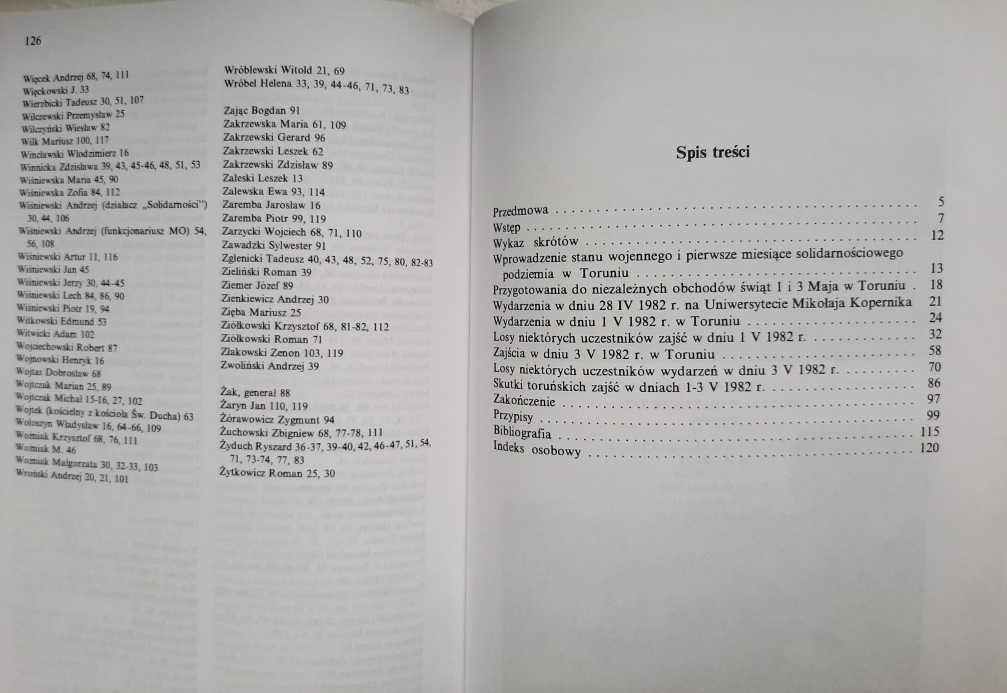 126
Więcek Andrzej 68, 74, 111
Więckowski J. 33
Wierzbicki Tadeusz 30, 51, 107
Wilczewski Przemysław 25
Wilczyński Wiesław 82
Wilk Mariusz 100, 117
Wincławski Włodzimierz 16
Winnicka Zdzisława 39, 43, 45-46, 48, 51, 53
Wiśniewska Maria 45, 90
Wiśniewska Zofia 84, 112
Wiśniewski Andrzej (działacz „Solidarności”)
30, 44, 106
Wiśniewski Andrzej (funkcjonariusz MO) 54,
56, 108
Wiśniewski Artur 11, 116
Wiśniewski Jan 45
Wiśniewski Jerzy 30, 44-45
Wiśniewski Lech 84, 86, 90
Wiśniewski Piotr 19, 94
Witkowski Edmund 53
Witwicki Adam 102
Wojciechowski Robert 87
Wojnowski Henryk 16
Wojtas Dobrosław 68
Wojtczak Marian 25, 89
Wojtczak Michał 15-16, 27, 102
Wojtek (kościelny z kościoła Św. Ducha) 63
Wołoszyn Władysław 16, 64-66, 109
Woźniak Krzysztof 68, 76, 111
Woźniak M. 46
Woźniak Małgorzata 30, 32-33, 103
Wroński Andrzej 20, 21, 101
Wróblewski Witold 21, 69
Wróbel Helena 33, 39, 44-46, 71, 73, 83
Zając Bogdan 91
Zakrzewska Maria 61, 109
Zakrzewski Gerard 96
Zakrzewski Leszek 62
Zakrzewski Zdzisław 89
Zaleski Leszek 13
Zalewska Ewa 93, 114
Zaremba Jarosław 16
Zaremba Piotr 99, 119
Zarzycki Wojciech 68, 71, 110
Zawadzki Sylwester 91
Zglenicki Tadeusz 40, 43, 48, 52, 75, 80, 82-83
Zieliński Roman 39
Ziemer Józef 89
Zienkiewicz Andrzej 30
Zięba Mariusz 25
Ziółkowski Krzysztof 68, 81-82, 112
Ziółkowski Roman 71
Złakowski Zenon 103, 119
Zwoliński Andrzej 39
Żak, generał 88
Żaryn Jan 110, 119
Żórawowicz Zygmunt 94
Żuchowski Zbigniew 68, 77-78, 111
Żyduch Ryszard 36-37, 39-40, 42, 46-47, 51, 54,
71, 73-74, 77, 83
Żytkowicz Roman 25, 30
Spis treści
Przedmowa . . . . . . . . . . 5
Wstęp . . . . . . . . . . 7
Wykaz skrótów . . . . . . . . . . 12
Wprowadzenie stanu wojennego i pierwsze miesiące solidarnościowego
podziemia w Toruniu . . . . . . . . . . 13
Przygotowania do niezależnych obchodów świąt 1 i 3 Maja w Toruniu . 18
Wydarzenia w dniu 28 IV 1982 r. na Uniwersytecie Mikołaja Kopernika 21
Wydarzenia w dniu 1 V 1982 r. w Toruniu . . . . . . . . . . 24
Losy niektórych uczestników zajść w dniu 1 V 1982 r. . . . . . . . . . . 32
Zajścia w dniu 3 V 1982 r. w Toruniu . . . . . . . . . . 58
Losy niektórych uczestników wydarzeń w dniu 3 V 1982 r. . . . . . . . . . 70
Skutki toruńskich zajść w dniach 1-3 V 1982 r. . . . . . . . . . . 86
Zakończenie . . . . . . . . . . 97
Przypisy . . . . . . . . . . 99
Bibliografia . . . . . . . . . . 115
Indeks osobowy . . . . . . . . . . 120